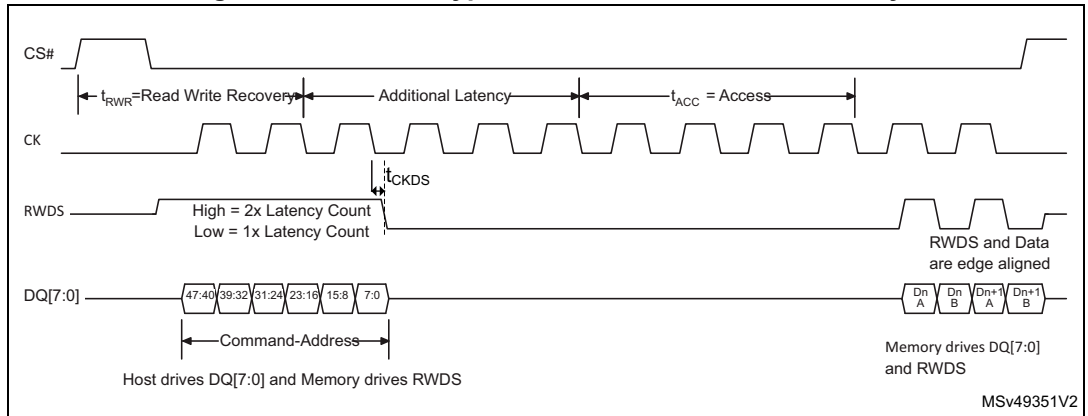 CS#
tRWR=Read Write Recovery
Additional Latency
tACC = Access
CK
tCKDS
RWDS
High = 2x Latency Count
Low = 1x Latency Count
RWDS and Data
are edge aligned
DQ[7:0]
47:40 39:32 31:24 23:16 15:8 7:0
Dn A
Dn B
Dn+1 A
Dn+1 B
Command-Address
Memory drives DQ[7:0]
and RWDS
Host drives DQ[7:0] and Memory drives RWDS
MSv49351V2